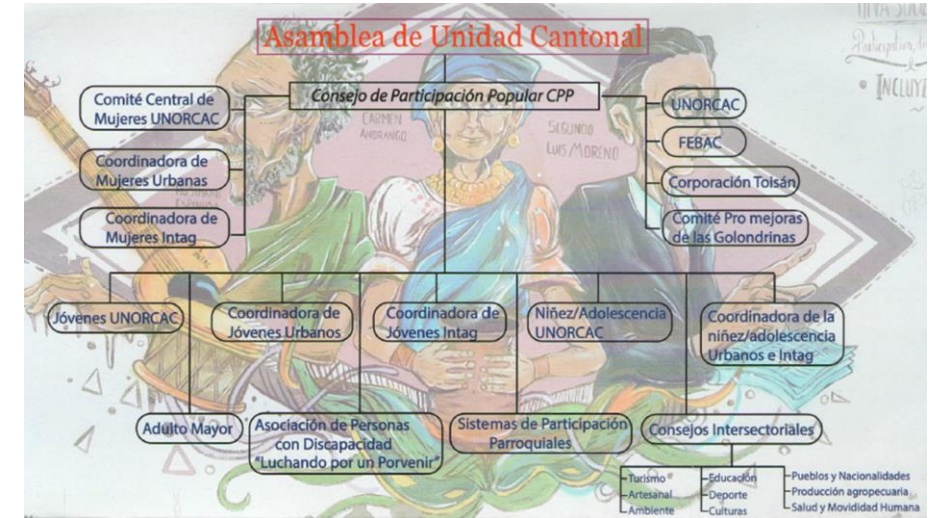 Asamblea de Unidad Cantonal
Consejo de Participación Popular CPP
Comité Central de
Mujeres UNORCAC
Coordinadora de
Mujeres Urbanas
Coordinadora de
Mujeres Intag
UNORCAC
FEBAC
Corporación Toisán
Comité Pro mejoras
de las Golondrinas
CARMEN
ANDRANGO
SEGUNDO
LUIS MORENO
INCLUYE
Jóvenes UNORCAC
Coordinadora de
Jóvenes Urbanos
Coordinadora de
Jóvenes Intag
Niñez/Adolescencia
UNORCAC
Coordinadora de la
niñez/adolescencia
Urbanos e Intag
Adulto Mayor
Asociación de Personas
con Discapacidad
"Luchando por un Porvenir"
Sistemas de Participación
Parroquiales
Consejos Intersectoriales
Turismo
Artesanal
Ambiente
Educación
Deporte
Culturas
Pueblos y Nacionalidades
Producción agropecuaria
Salud y Movididad Humana